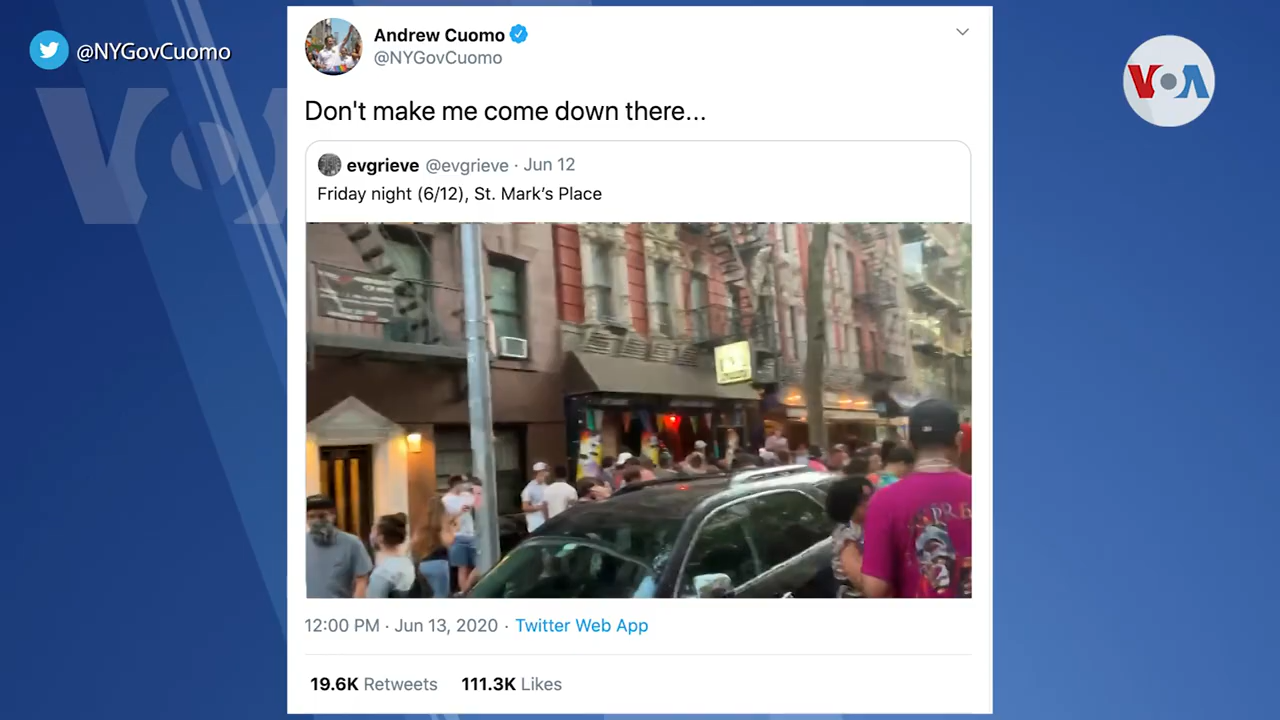 @NYGovCuomo
VOA
Andrew Cuomo
@NYGovCuomo
Don't make me come down there...
evgrieve @evgrieve · Jun 12
Friday night (6/12), St. Mark's Place
12:00 PM · Jun 13, 2020 · Twitter Web App
19.6K Retweets 111.3K Likes
VOA